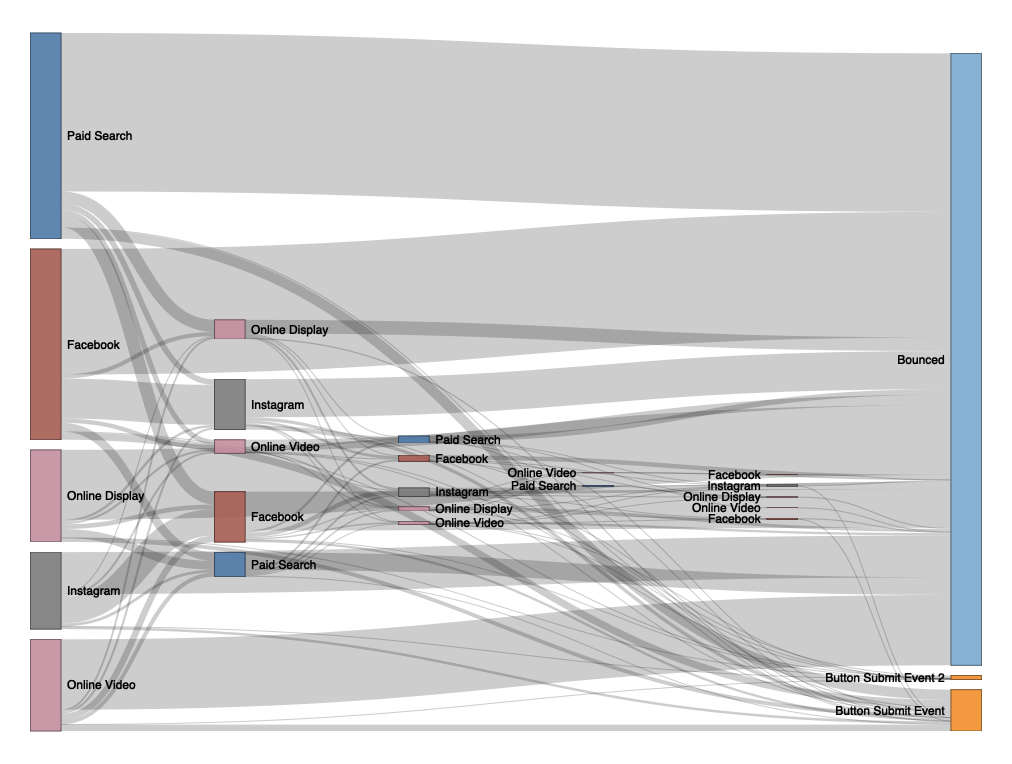 Paid Search
Facebook
Online Display
Instagram
Online Video
Online Display
Instagram
Online Video
Facebook
Paid Search
Paid Search
Facebook
Instagram
Online Display
Online Video
Online Video
Paid Search
Facebook
Instagram
Online Display
Online Video
Facebook
Bounced
Button Submit Event 2
Button Submit Event